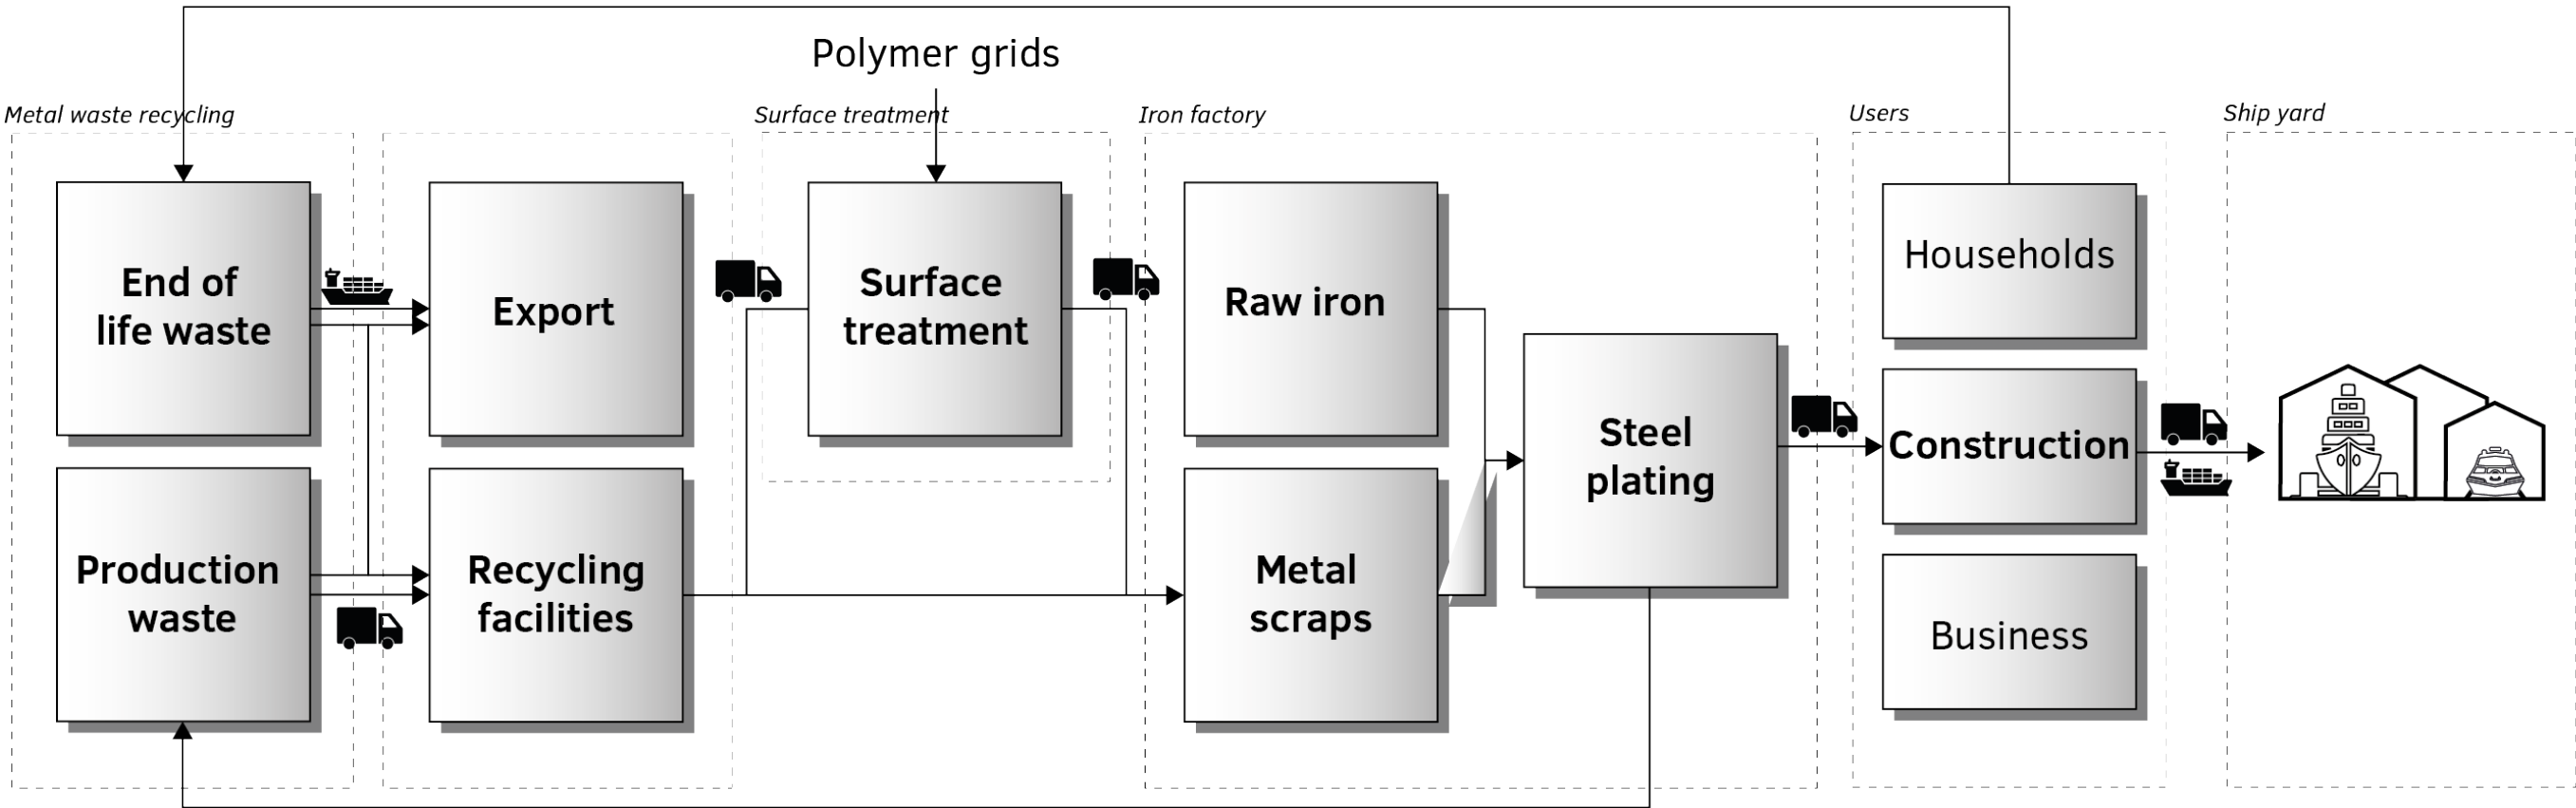 Polymer grids
Metal waste recycling
Surface treatment
Iron factory
Users
Ship yard
End of
life waste
Export
Surface
treatment
Raw iron
Households
Steel
plating
Construction
Production
waste
Recycling
facilities
Metal
scraps
Business